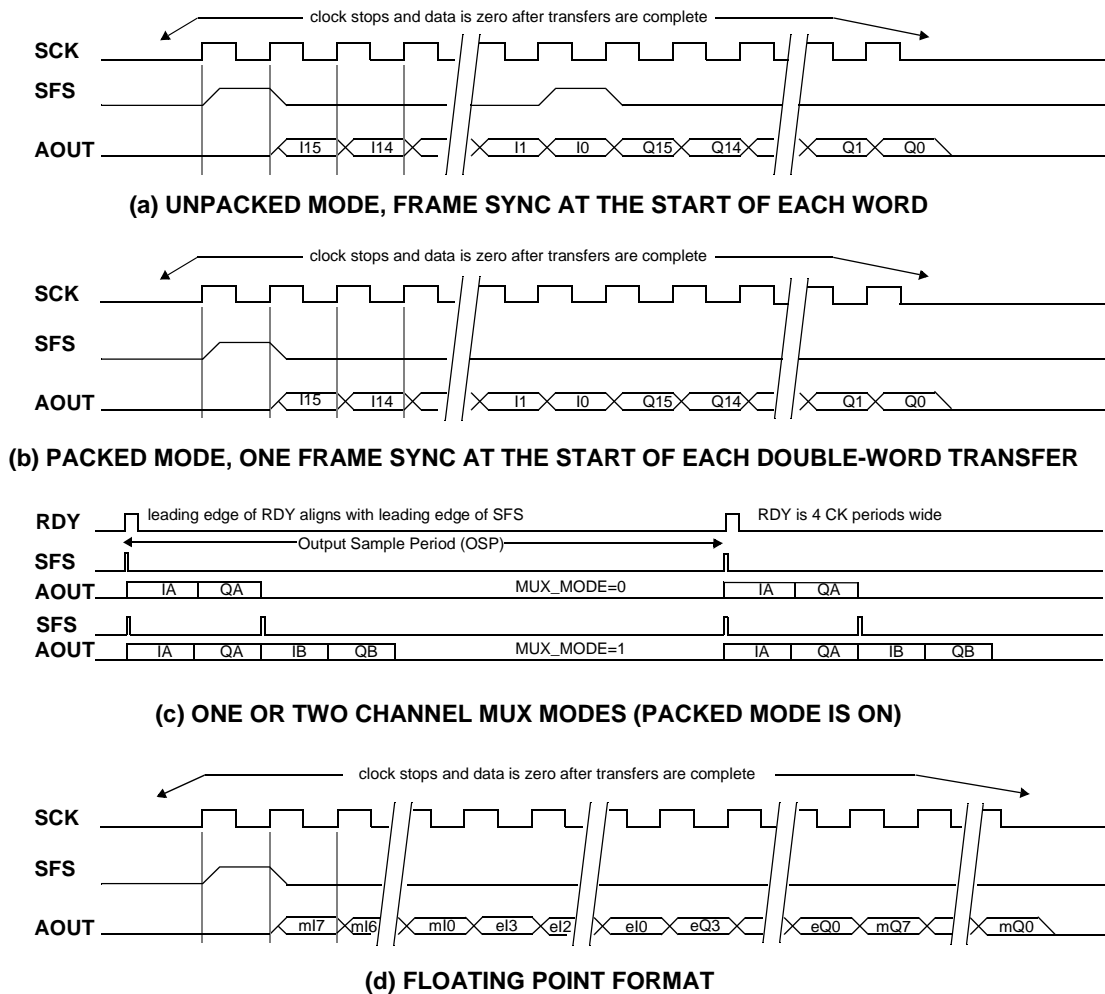 clock stops and data is zero after transfers are complete
SCK
SFS
AOUT I15 I14 I1 I0 Q15 Q14 Q1 Q0
(a) UNPACKED MODE, FRAME SYNC AT THE START OF EACH WORD
clock stops and data is zero after transfers are complete
SCK
SFS
AOUT I15 I14 I1 I0 Q15 Q14 Q1 Q0
(b) PACKED MODE, ONE FRAME SYNC AT THE START OF EACH DOUBLE-WORD TRANSFER
RDY leading edge of RDY aligns with leading edge of SFS RDY is 4 CK periods wide
Output Sample Period (OSP)
SFS
AOUT IA QA MUX_MODE=0 IA QA
SFS
AOUT IA QA IB QB MUX_MODE=1 IA QA IB QB
(c) ONE OR TWO CHANNEL MUX MODES (PACKED MODE IS ON)
clock stops and data is zero after transfers are complete
SCK
SFS
AOUT mI7 mI6 mI0 eI3 eI2 eI0 eQ3 eQ0 mQ7 mQ0
(d) FLOATING POINT FORMAT